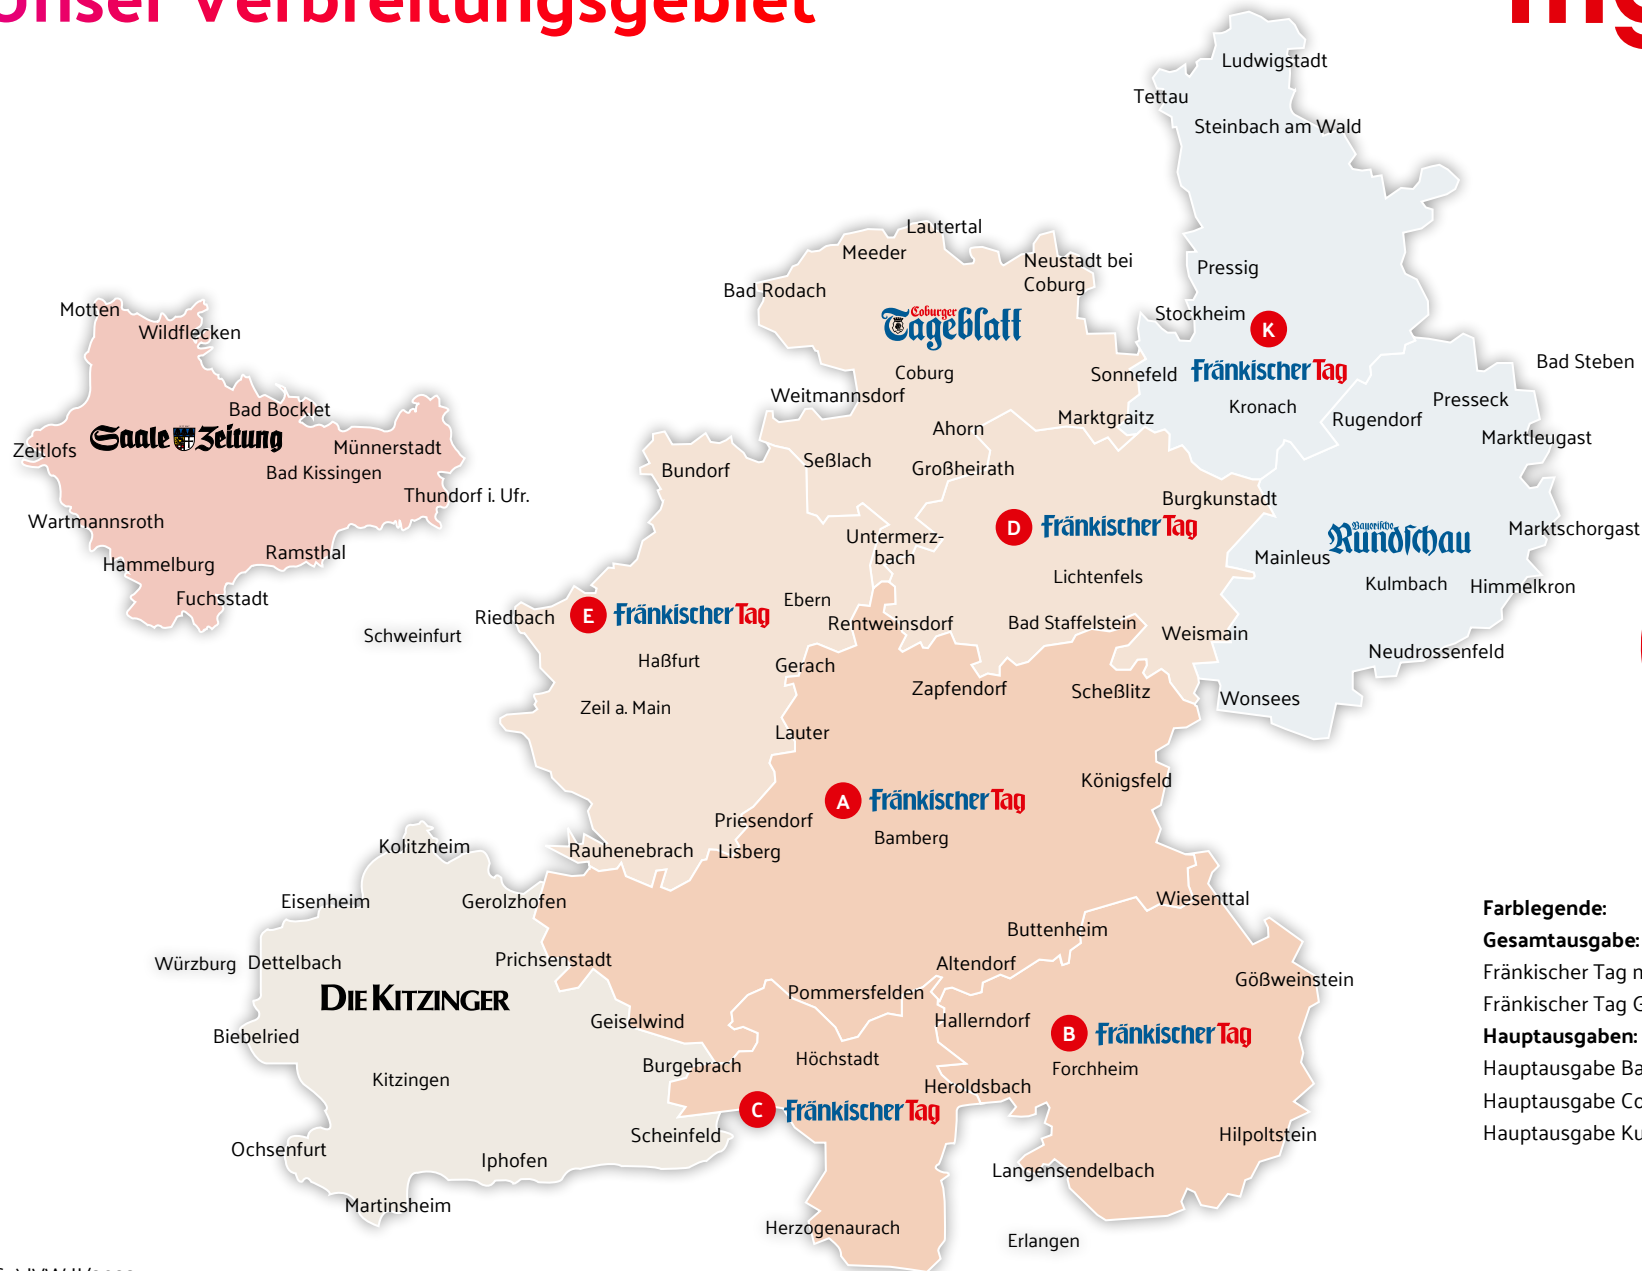 Unser Verbreitungsgebiet
mg
Ludwigstadt
Tettau
Steinbach am Wald
Lautertal
Meeder
Neustadt bei
Coburg
Pressig
Bad Rodach
Motten
Wildflecken
Coburger
Tageblatt
Stockheim
K
Bad Steben
Coburg
Sonnefeld
Fränkischer Tag
Weitmannsdorf
Presseck
Bad Bocklet
Kronach
Marktgraitz
Rugendorf
Ahorn
Marktleugast
Saale Zeitung
Münnerstadt
Zeitlofs
Seßlach
Großheirath
Bundorf
Bad Kissingen
Thundorf i. Ufr.
Burgkunstadt
Wartmannsroth
D Fränkischer Tag
Bayerische
Rundschau
Marktschorgast
Untermerz-
bach
Ramsthal
Mainleus
Hammelburg
Lichtenfels
Kulmbach
Himmelkron
Fuchsstadt
Ebern
Riedbach
E Fränkischer Tag
Rentweinsdorf
Bad Staffelstein
Schweinfurt
Weismain
Neudrossenfeld
Haßfurt
Gerach
Zapfendorf
Scheßlitz
Wonsees
Zeil a. Main
Lauter
Königsfeld
A Fränkischer Tag
Priesendorf
Bamberg
Kolitzheim
Rauhenebrach
Lisberg
Eisenheim
Gerolzhofen
Wiesenttal
Farblegende:
Buttenheim
Gesamtausgabe:
Würzburg
Dettelbach
Prichsenstadt
Altendorf
Fränkischer Tag
Gößweinstein
Pommersfelden
Die Kitzinger
Fränkischer Tag G
Geiselwind
Hallerndorf
B Fränkischer Tag
Biebelried
Hauptausgaben:
Höchstadt
Burgebrach
Forchheim
Hauptausgabe Ba
Kitzingen
Heroldsbach
C Fränkischer Tag
Hauptausgabe Co
Scheinfeld
Hilpoltstein
Hauptausgabe Ku
Ochsenfurt
Iphofen
Langensendelbach
Martinsheim
Herzogenaurach
Erlangen